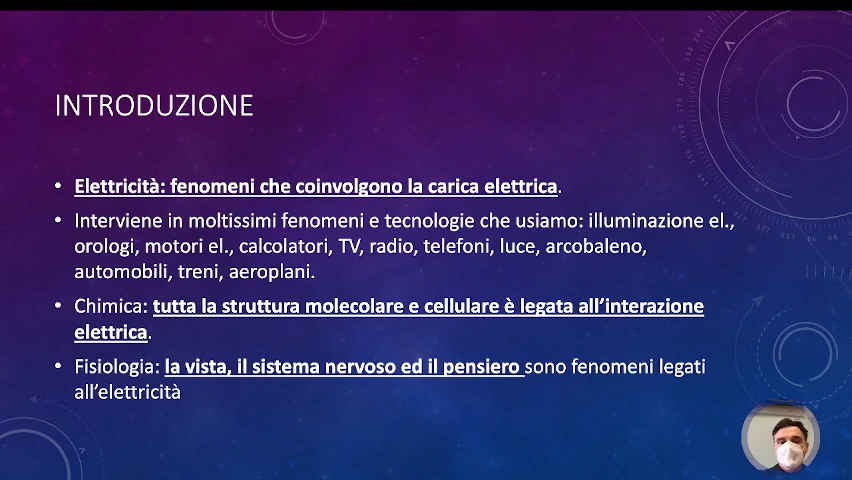 INTRODUZIONE
• Elettricità: fenomeni che coinvolgono la carica elettrica.
• Interviene in moltissimi fenomeni e tecnologie che usiamo: illuminazione el.,
orologi, motori el., calcolatori, TV, radio, telefoni, luce, arcobaleno,
automobili, treni, aeroplani.
• Chimica: tutta la struttura molecolare e cellulare è legata all’interazione
elettrica.
• Fisiologia: la vista, il sistema nervoso ed il pensiero sono fenomeni legati
all’elettricità